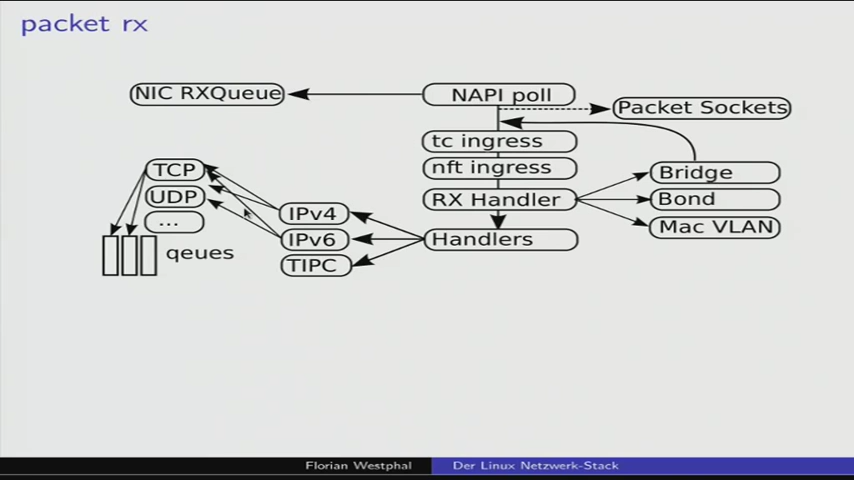 packet rx
NIC RXQueue
NAPI poll
Packet Sockets
tc ingress
nft ingress
RX Handler
Handlers
Bridge
Bond
Mac VLAN
IPv4
IPv6
TIPC
TCP
UDP
...
qeues
Florian Westphal
Der Linux Netzwerk-Stack